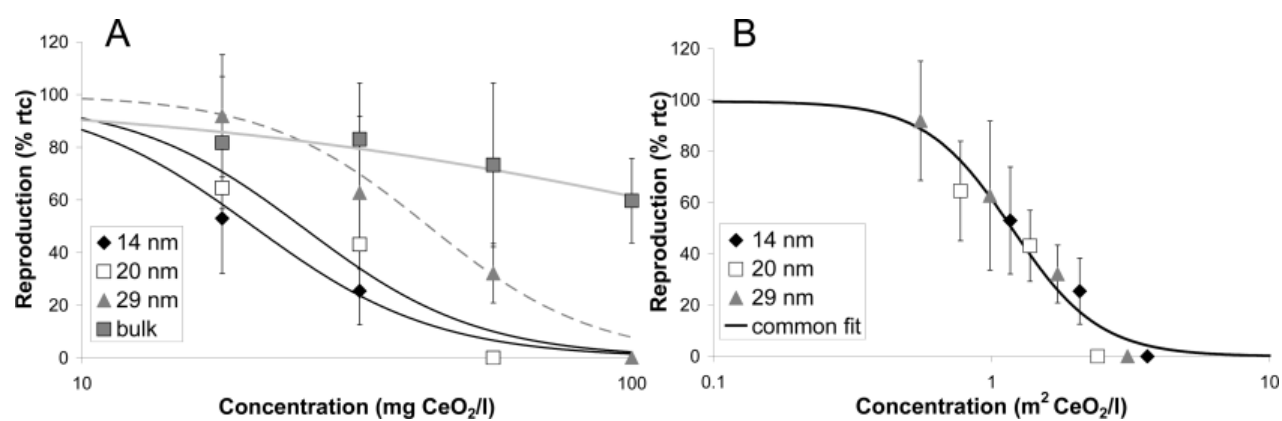 A
Reproduction (% rtc)
120
100
80
60
40
20
0
14 nm
20 nm
29 nm
bulk
10
100
Concentration (mg CeO₂/l)
B
Reproduction (% rtc)
120
100
80
60
40
20
0
14 nm
20 nm
29 nm
common fit
0.1
1
10
Concentration (m² CeO₂/l)